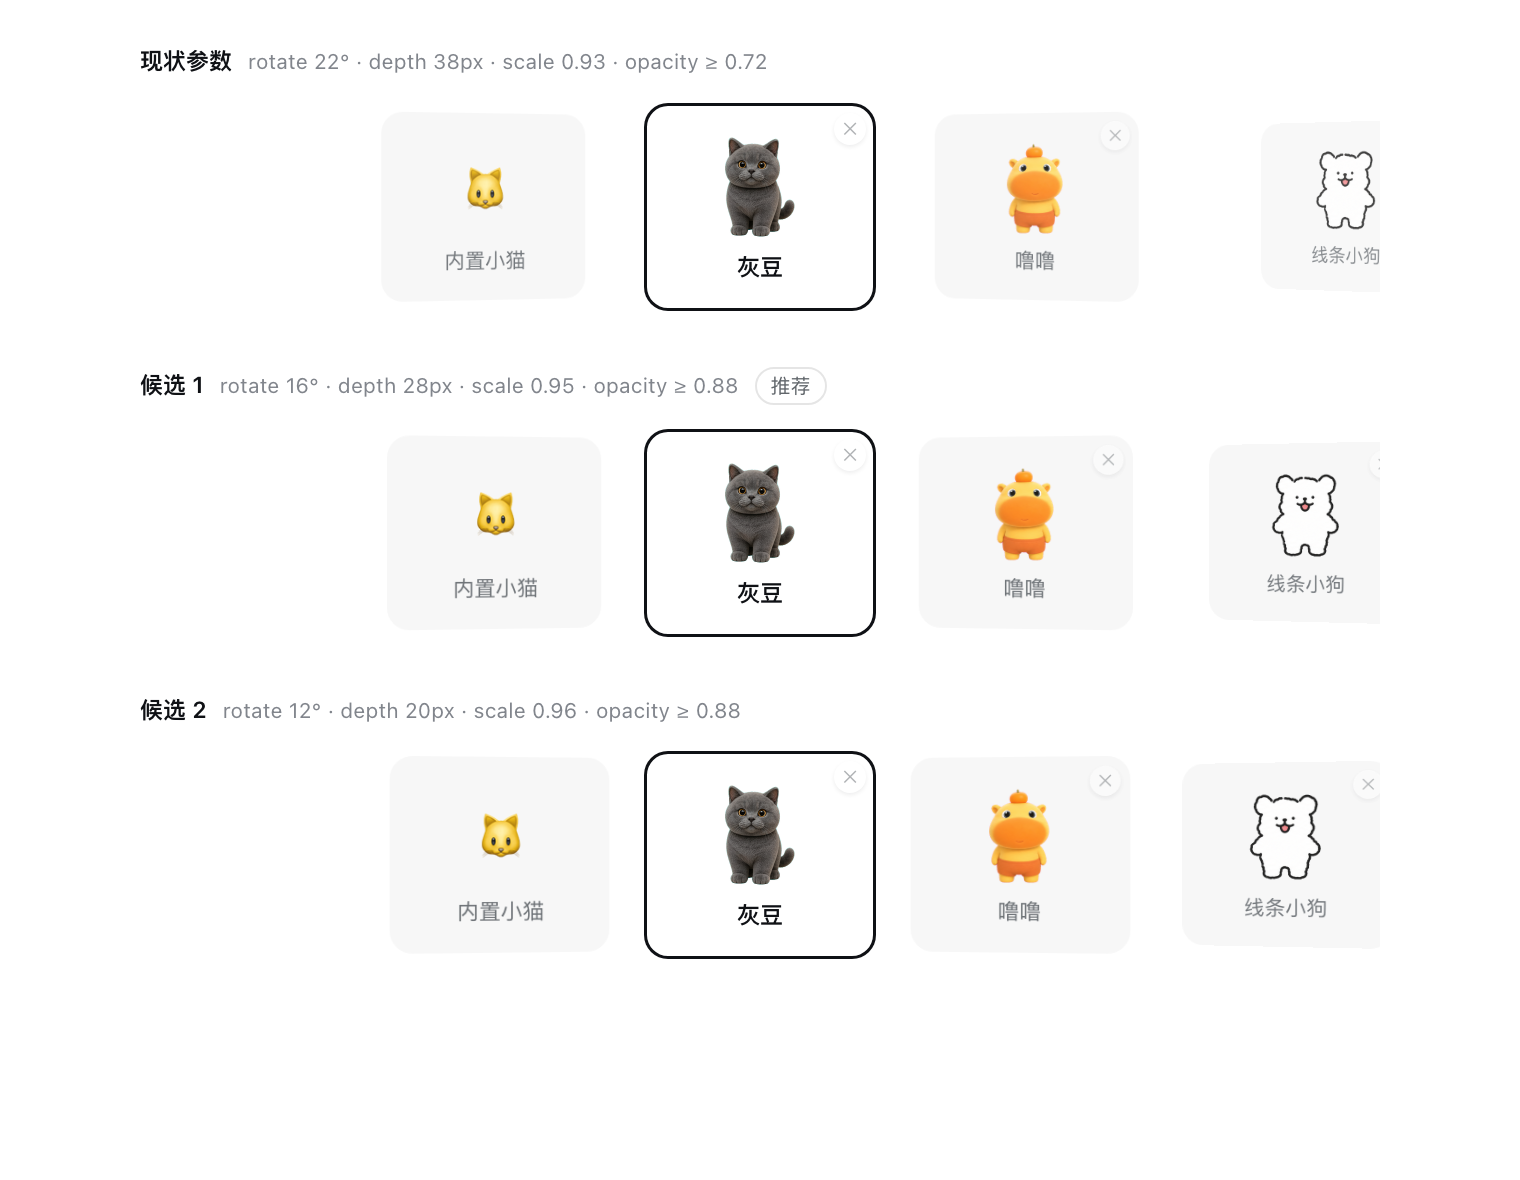 现状参数 rotate 22° · depth 38px · scale 0.93 · opacity ≥ 0.72
内置小猫
灰豆
噜噜
线条小狗
候选 1 rotate 16° · depth 28px · scale 0.95 · opacity ≥ 0.88 推荐
内置小猫
灰豆
噜噜
线条小狗
候选 2 rotate 12° · depth 20px · scale 0.96 · opacity ≥ 0.88
内置小猫
灰豆
噜噜
线条小狗